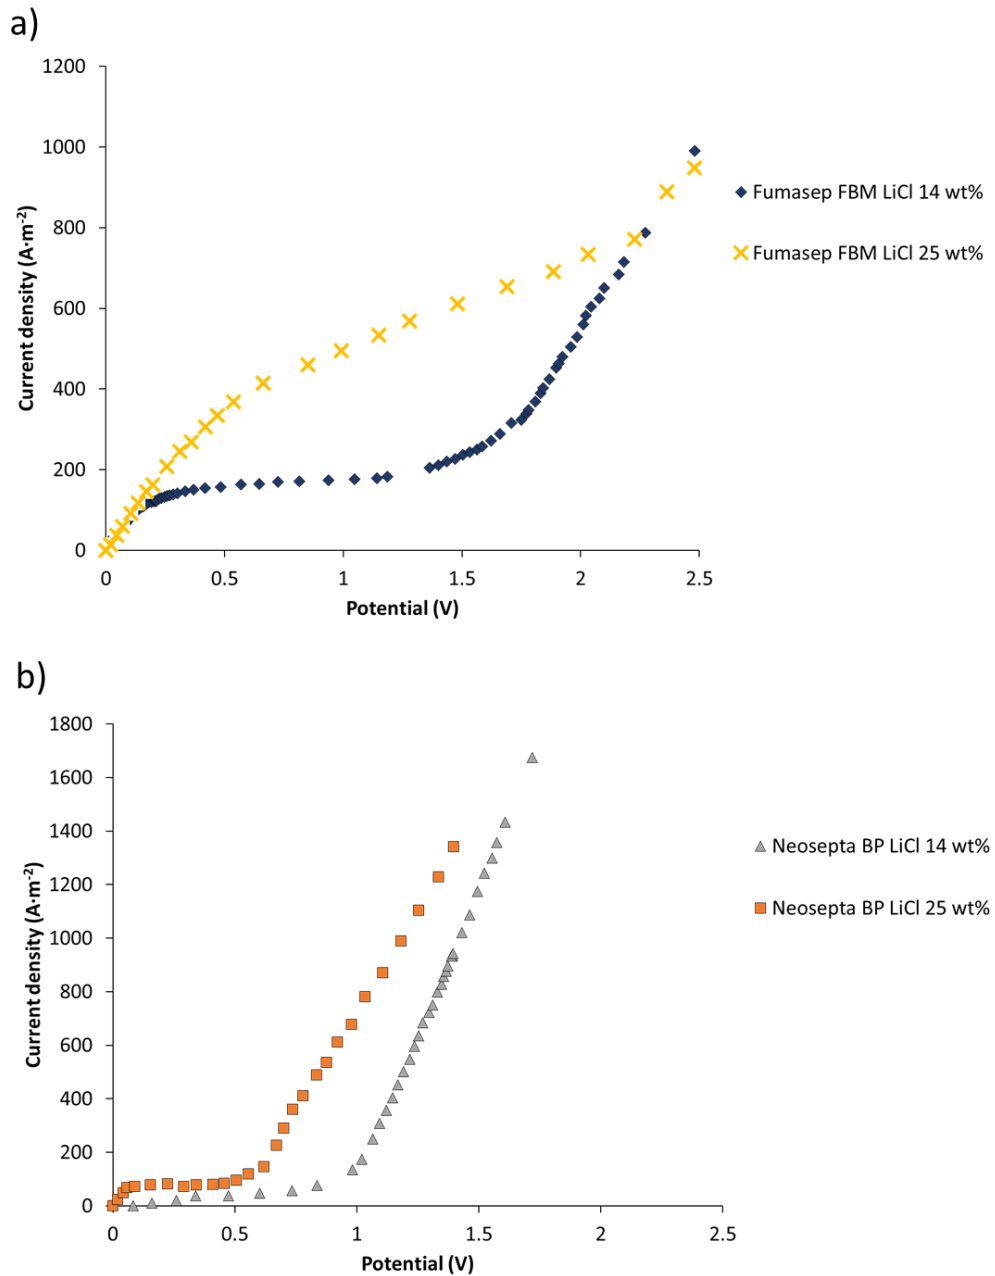 a)
1200
1000
800
600
400
200
0
Current density (A·m-2)
0 0.5 1 1.5 2 2.5
Potential (V)
Fumasep FBM LiCl 14 wt%
Fumasep FBM LiCl 25 wt%
b)
1800
1600
1400
1200
1000
800
600
400
200
0
Current density (A·m-2)
0 0.5 1 1.5 2 2.5
Potential (V)
Neosepta BP LiCl 14 wt%
Neosepta BP LiCl 25 wt%